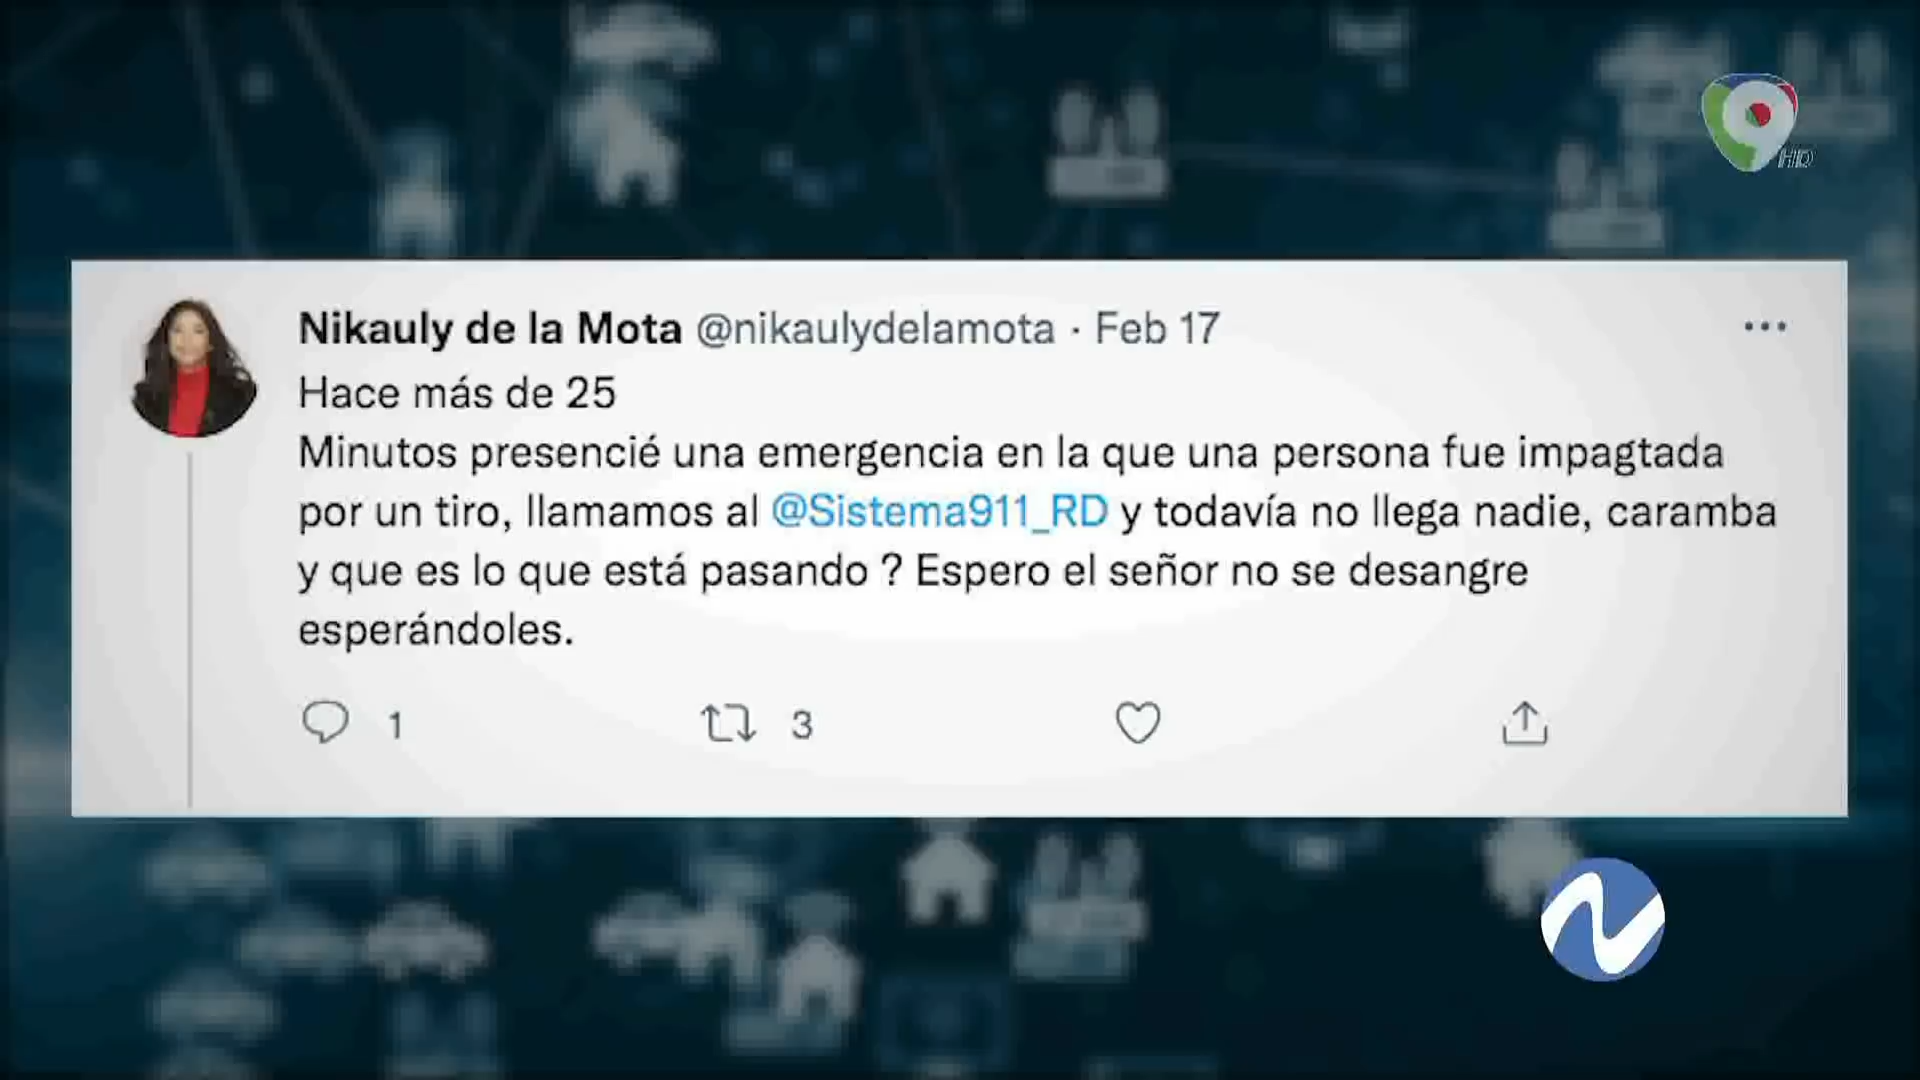 HD
Nikauly de la Mota @nikaulydelamota · Feb 17
Hace más de 25
Minutos presencié una emergencia en la que una persona fue impagtada
por un tiro, llamamos al @Sistema911_RD y todavía no llega nadie, caramba
y que es lo que está pasando ? Espero el señor no se desangre
esperándoles.
1 3